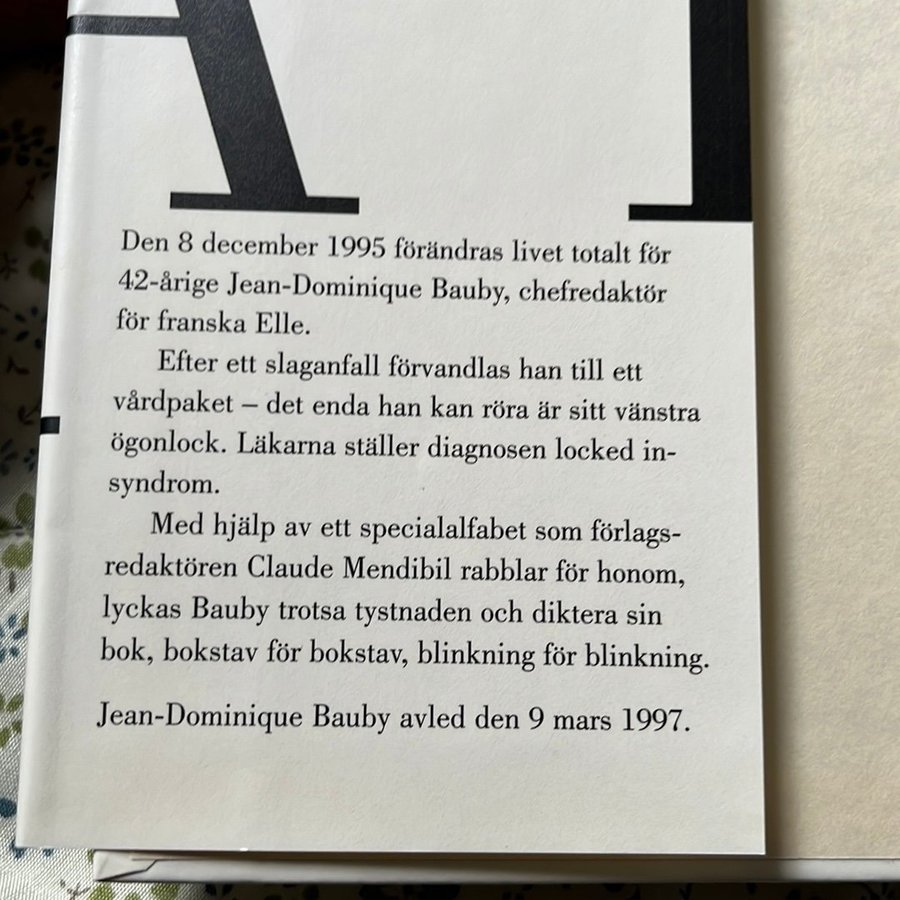 A I
Den 8 december 1995 förändras livet totalt för
42-årige Jean-Dominique Bauby, chefredaktör
för franska Elle.
Efter ett slaganfall förvandlas han till ett
vårdpaket – det enda han kan röra är sitt vänstra
ögonlock. Läkarna ställer diagnosen locked in-
syndrom.
Med hjälp av ett specialalfabet som förlags-
redaktören Claude Mendibil rabblar för honom,
lyckas Bauby trotsa tystnaden och diktera sin
bok, bokstav för bokstav, blinkning för blinkning.
Jean-Dominique Bauby avled den 9 mars 1997.